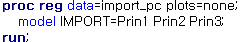 proc reg data=import_pc plots=none;
model IMPORT=Prin1 Prin2 Prin3;
run;